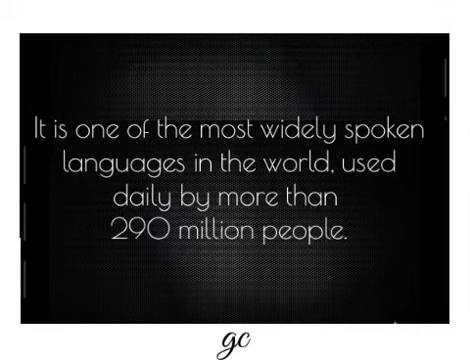 It is one of the most widely spoken
languages in the world, used
daily by more than
290 million people.
gc